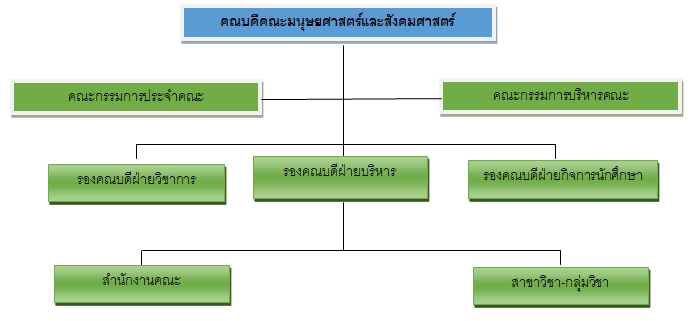 คณบดีคณะมนุษยศาสตร์และสังคมศาสตร์
คณะกรรมการประจำคณะ
คณะกรรมการบริหารคณะ
รองคณบดีฝ่ายวิชาการ
รองคณบดีฝ่ายบริหาร
รองคณบดีฝ่ายกิจการนักศึกษา
สำนักงานคณะ
สาขาวิชา-กลุ่มวิชา